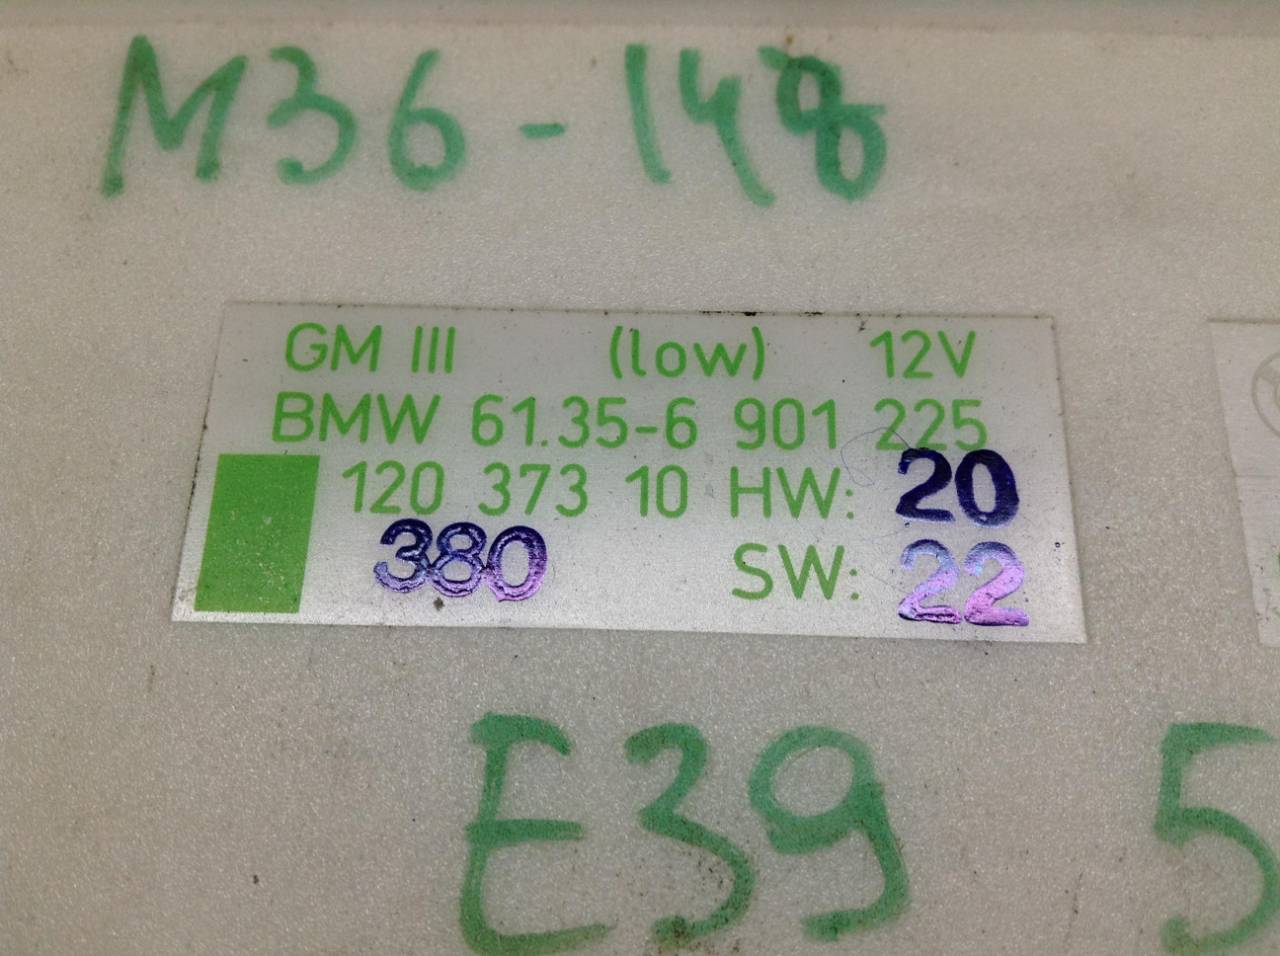 M36-148
GM III (low) 12V
BMW 61.35-6 901 225
120 373 10 HW: 20
380 SW: 22
E39 5